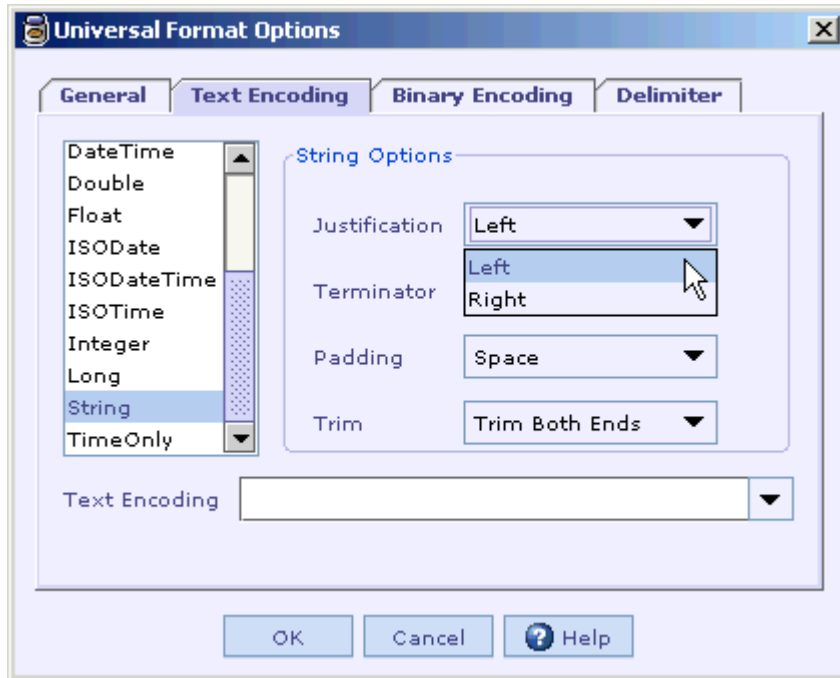 Universal Format Options
General
Text Encoding
Binary Encoding
Delimiter
DateTime
Double
Float
ISODate
ISODateTime
ISOTime
Integer
Long
String
TimeOnly
String Options
Justification
Left
Left
Right
Terminator
Padding
Space
Trim
Trim Both Ends
Text Encoding
OK
Cancel
? Help